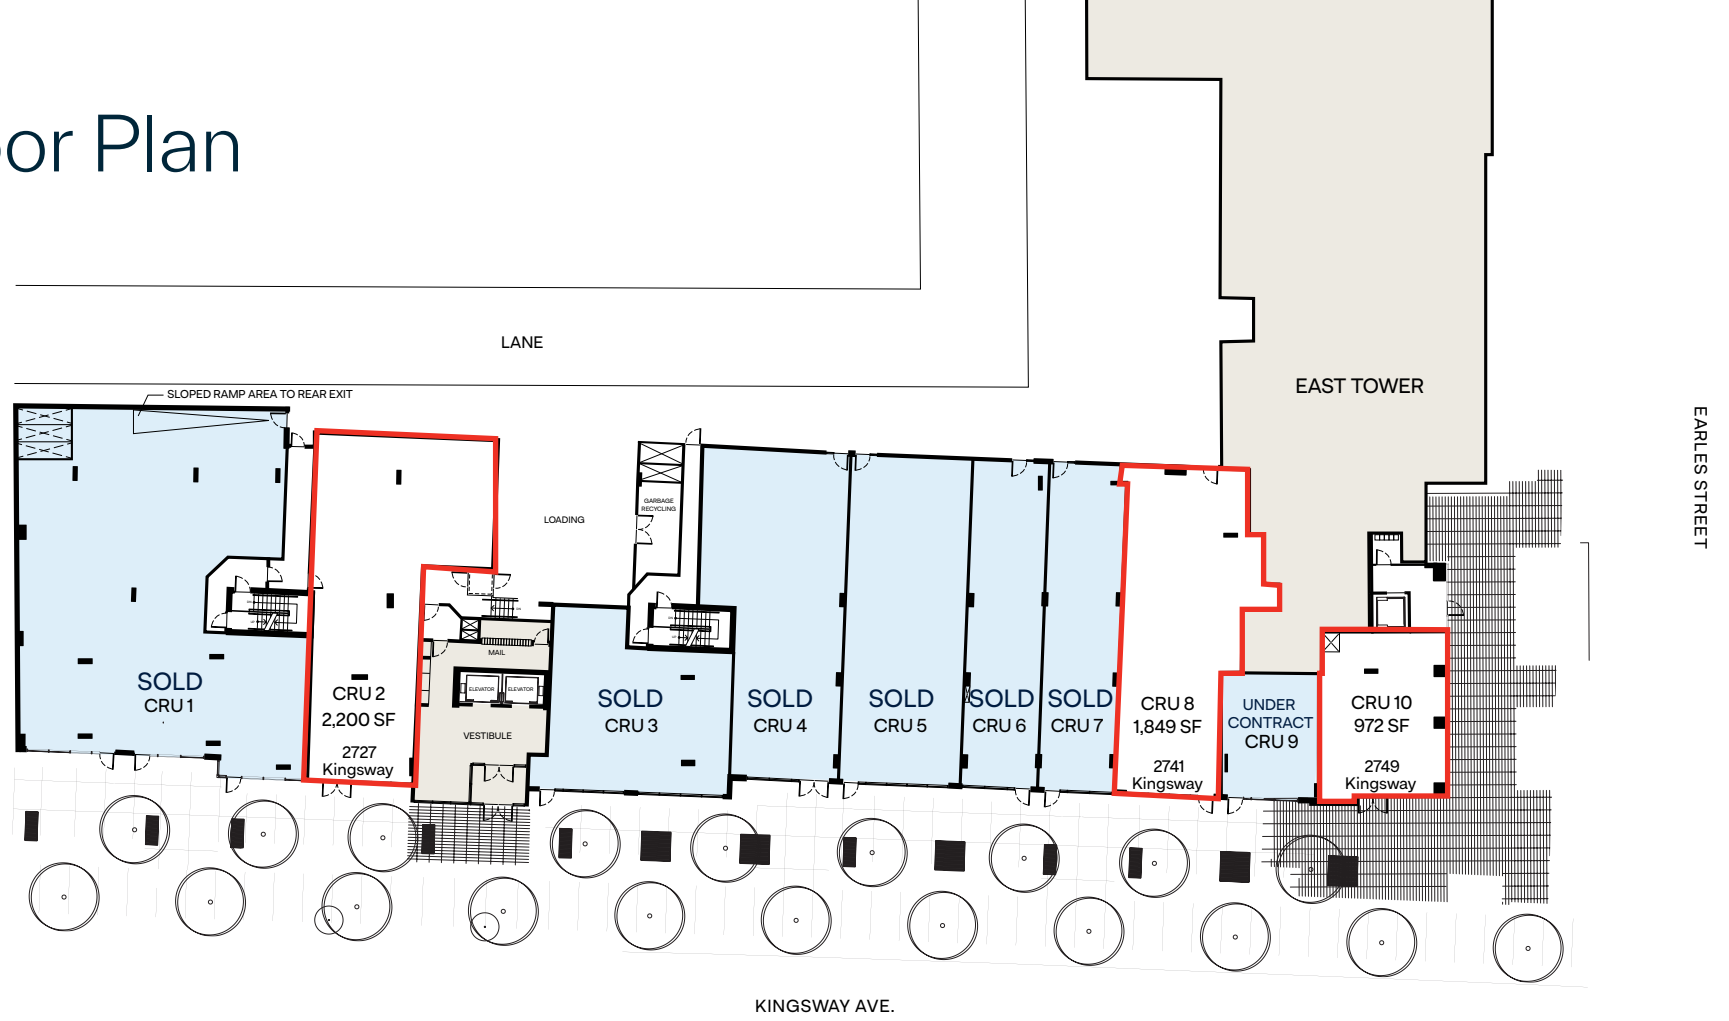 or Plan
LANE
SLOPED RAMP AREA TO REAR EXIT
EAST TOWER
EARLES STREET
LOADING
GARBAGE
RECYCLING
MAIL
ELEVATOR
ELEVATOR
VESTIBULE
SOLD
CRU 1
CRU 2
2,200 SF
2727
Kingsway
SOLD
CRU 3
SOLD
CRU 4
SOLD
CRU 5
SOLD
CRU 6
SOLD
CRU 7
CRU 8
1,849 SF
2741
Kingsway
UNDER
CONTRACT
CRU 9
CRU 10
972 SF
2749
Kingsway
KINGSWAY AVE.